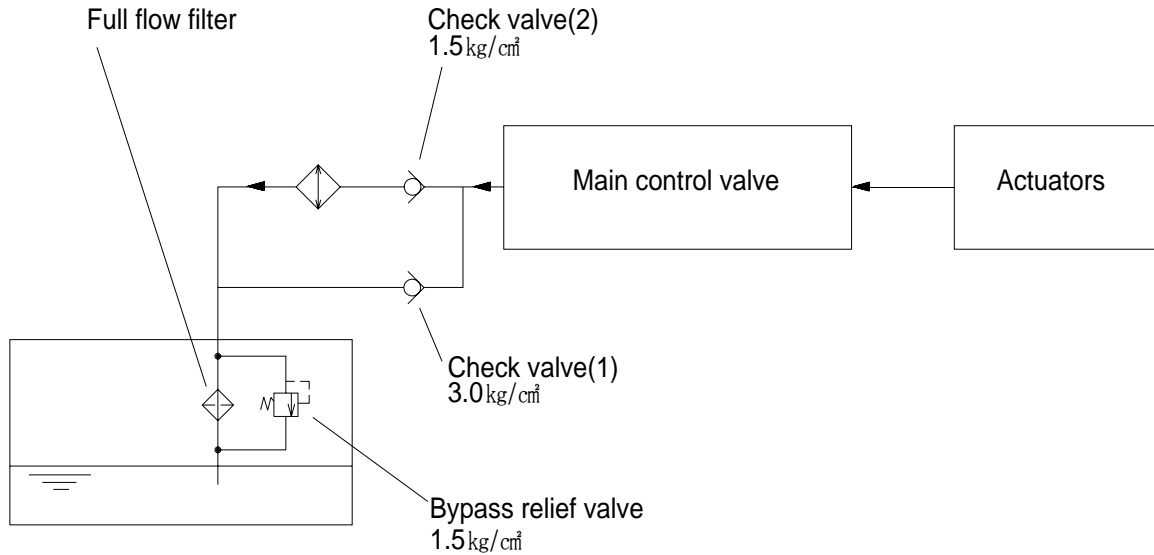 Full flow filter
Check valve(2)
1.5㎏/㎠
Main control valve
Actuators
Check valve(1)
3.0㎏/㎠
Bypass relief valve
1.5㎏/㎠